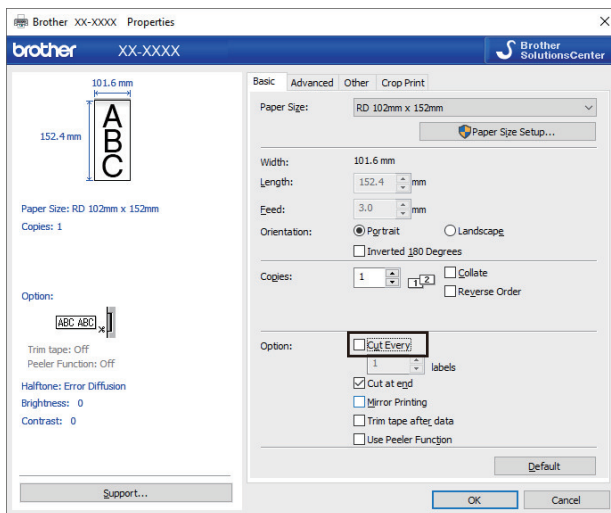 Brother XX-XXXX Properties
brother XX-XXXX
Brother
SolutionsCenter
101.6 mm
152.4 mm
A
B
C
Paper Size: RD 102mm x 152mm
Copies: 1
Option:
ABC ABC
Trim tape: Off
Peeler Function: Off
Halftone: Error Diffusion
Brightness: 0
Contrast: 0
Support...
Basic Advanced Other Crop Print
Paper Size: RD 102mm x 152mm
Paper Size Setup...
Width: 101.6 mm
Length: 152.4 mm
Feed: 3.0 mm
Orientation: Portrait Landscape
Inverted 180 Degrees
Copies: 1 1 2 Collate
Reverse Order
Option: Cut Every
1 labels
Cut at end
Mirror Printing
Trim tape after data
Use Peeler Function
Default
OK Cancel